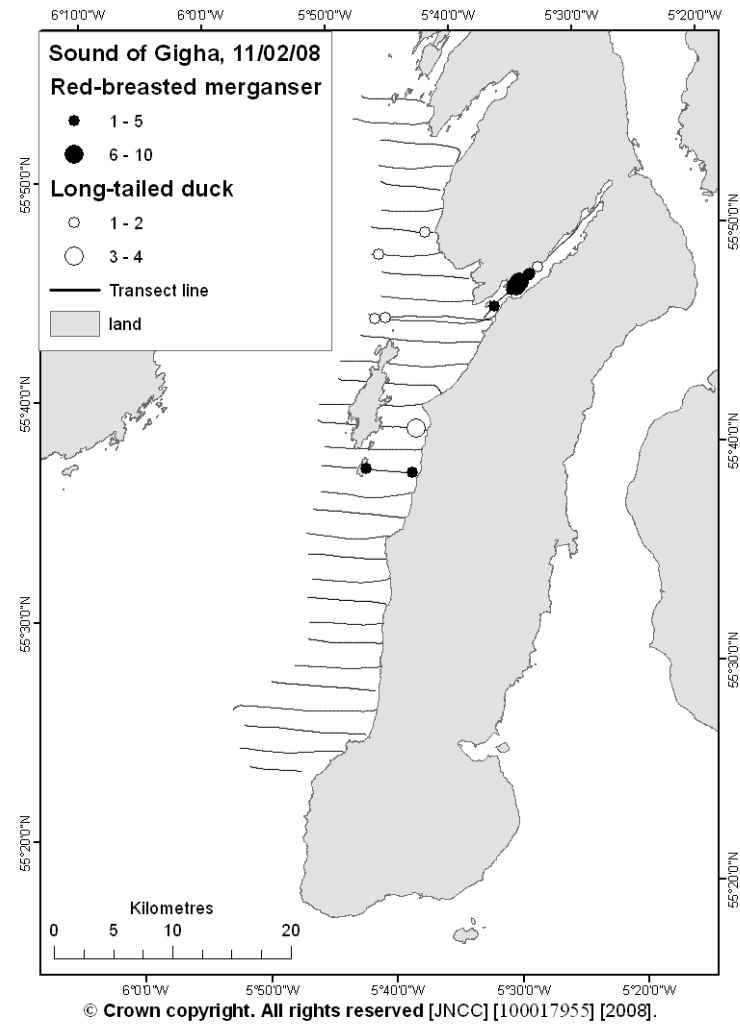 6°10'0"W 6°0'0"W 5°50'0"W 5°40'0"W 5°30'0"W 5°20'0"W
Sound of Gigha, 11/02/08
Red-breasted merganser
1 - 5
6 - 10
Long-tailed duck
1 - 2
3 - 4
Transect line
land
55°50'0"N
55°40'0"N
55°30'0"N
55°20'0"N
55°50'0"N
55°40'0"N
55°30'0"N
55°20'0"N
Kilometres
0 5 10 20
6°0'0"W 5°50'0"W 5°40'0"W 5°30'0"W 5°20'0"W
© Crown copyright. All rights reserved [JNCC] [100017955] [2008].